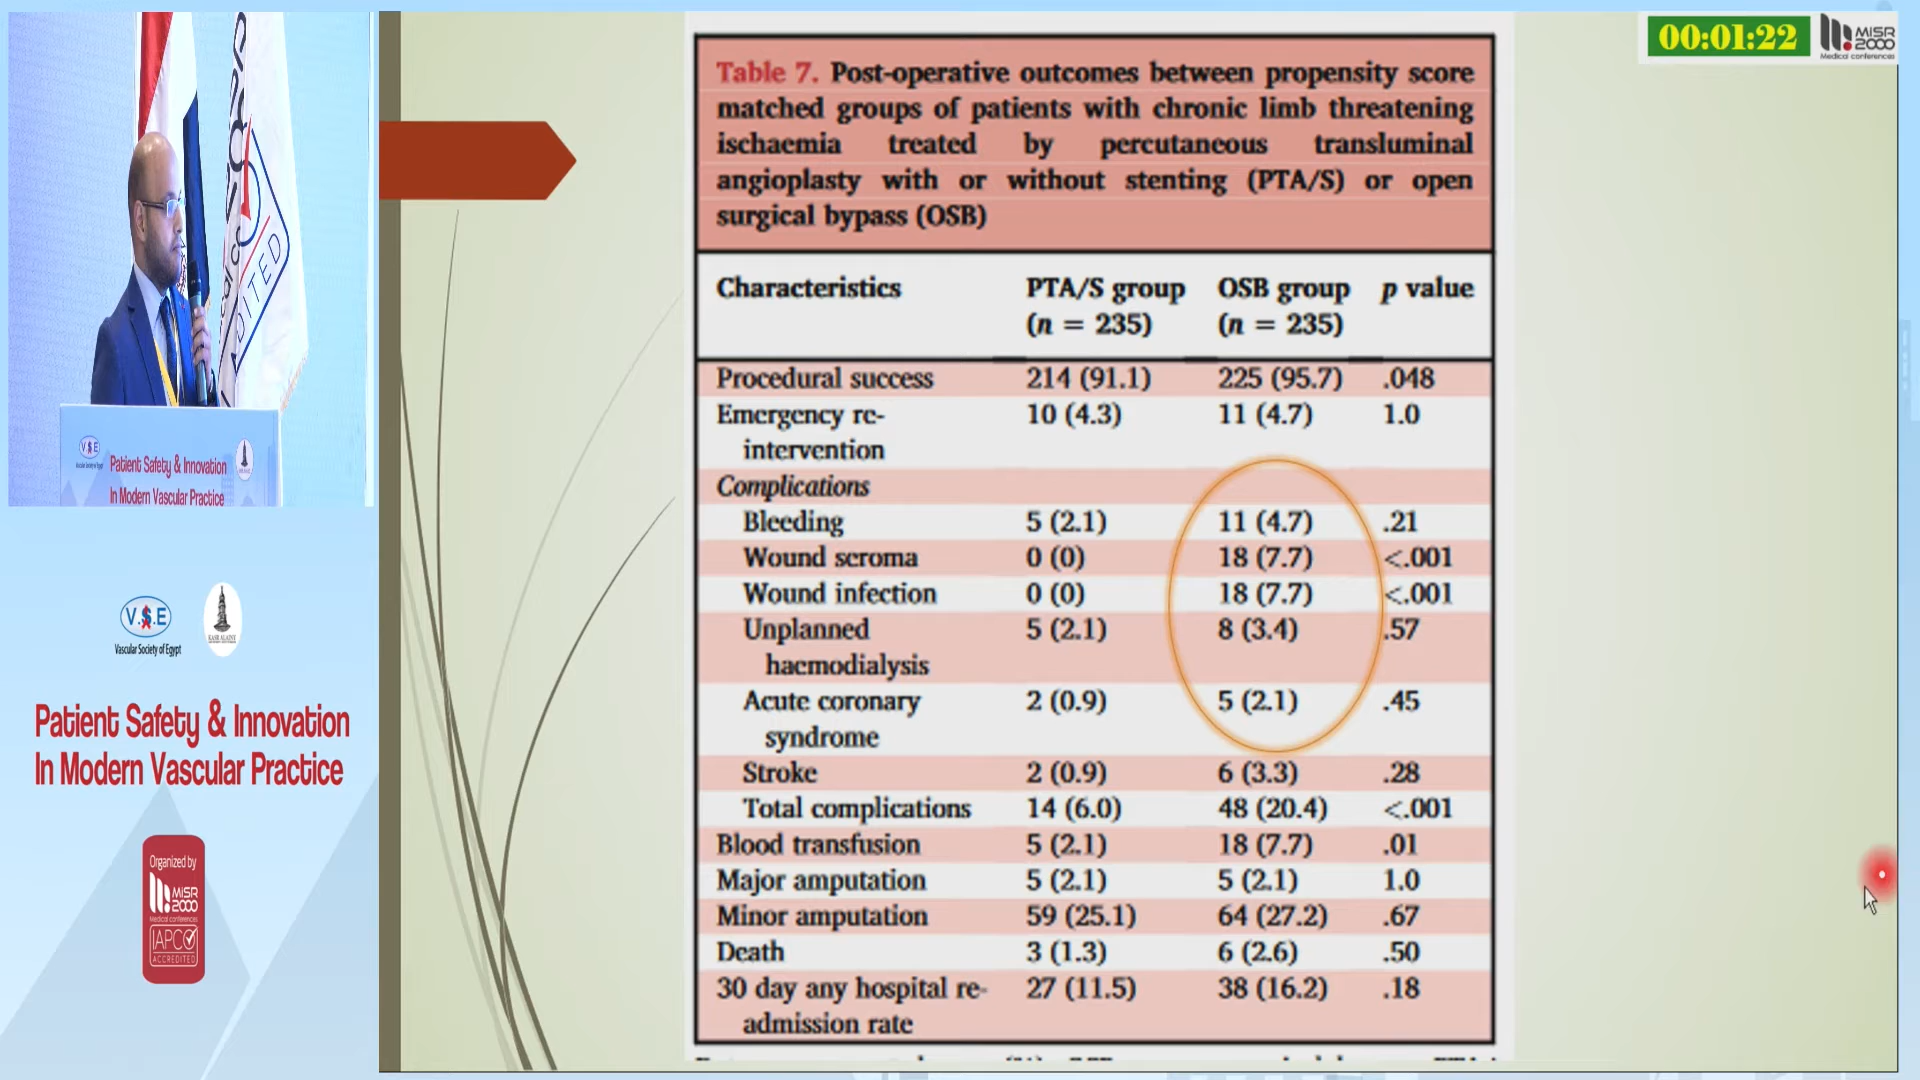 00:01:22
MISR
2000
Medical conferences
Table 7. Post-operative outcomes between propensity score
matched groups of patients with chronic limb threatening
ischaemia treated by percutaneous transluminal
angioplasty with or without stenting (PTA/S) or open
surgical bypass (OSB)
Characteristics PTA/S group OSB group p value
(n = 235) (n = 235)
Procedural success 214 (91.1) 225 (95.7) .048
Emergency re- 10 (4.3) 11 (4.7) 1.0
intervention
Complications
Bleeding 5 (2.1) 11 (4.7) .21
Wound seroma 0 (0) 18 (7.7) <.001
Wound infection 0 (0) 18 (7.7) <.001
Unplanned 5 (2.1) 8 (3.4) .57
haemodialysis
Acute coronary 2 (0.9) 5 (2.1) .45
syndrome
Stroke 2 (0.9) 6 (3.3) .28
Total complications 14 (6.0) 48 (20.4) <.001
Blood transfusion 5 (2.1) 18 (7.7) .01
Major amputation 5 (2.1) 5 (2.1) 1.0
Minor amputation 59 (25.1) 64 (27.2) .67
Death 3 (1.3) 6 (2.6) .50
30 day any hospital re- 27 (11.5) 38 (16.2) .18
admission rate
DITED
V.S.E
Patient Safety & Innovation
In Modern Vascular Practice
V.S.E
Vascular Society of Egypt
KASR ALAINY
Patient Safety & Innovation
In Modern Vascular Practice
Organized by
MISR
2000
Medical conferences
IAPCO
ACCREDITED